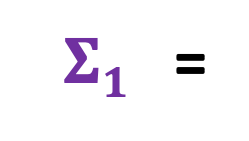 Σ₁ =